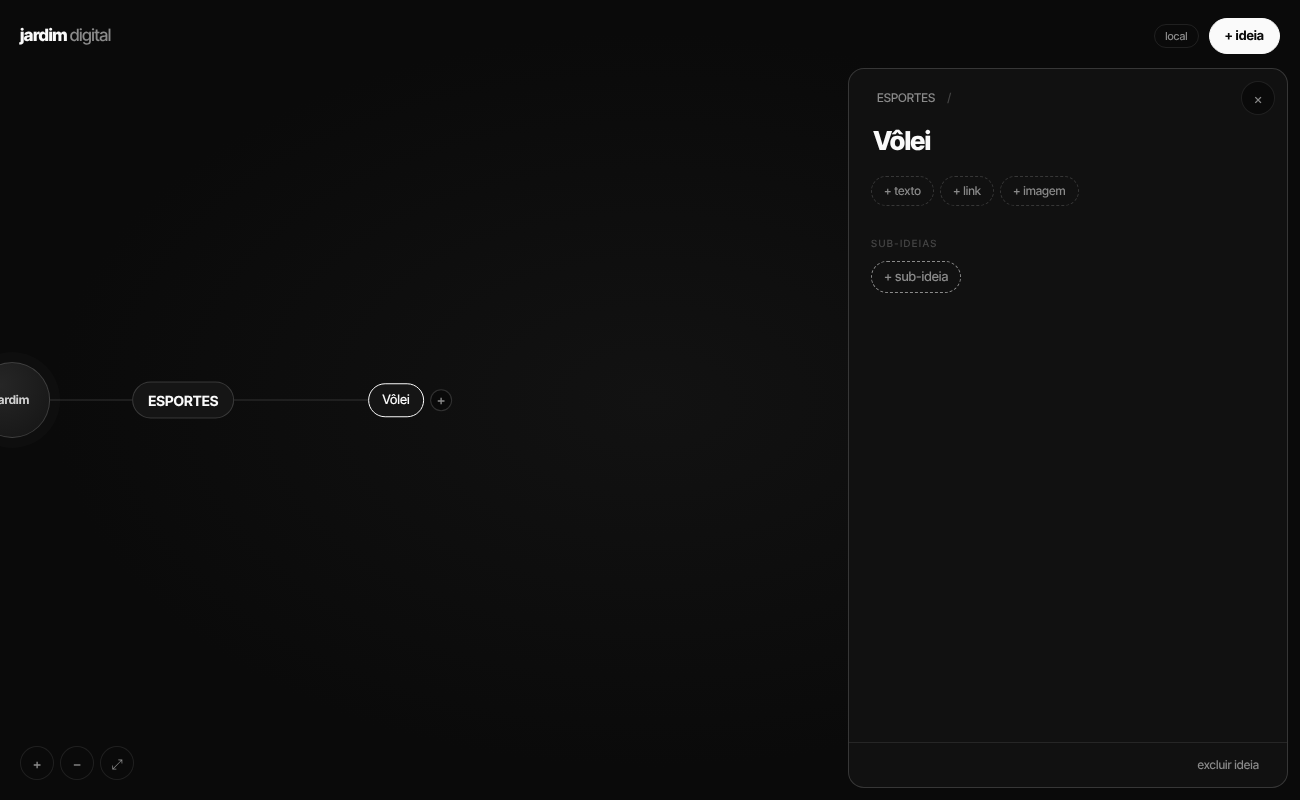 jardim digital
local
+ ideia
ESPORTES /
×
Vôlei
+ texto
+ link
+ imagem
SUB-IDEIAS
+ sub-ideia
ardim
ESPORTES
Vôlei
+
+
−
excluir ideia